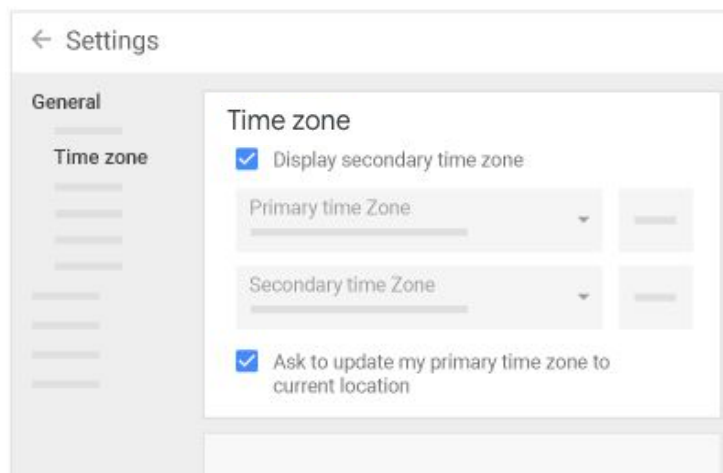 Settings
General
Time zone
Time zone
Display secondary time zone
Primary time Zone
Secondary time Zone
Ask to update my primary time zone to
current location